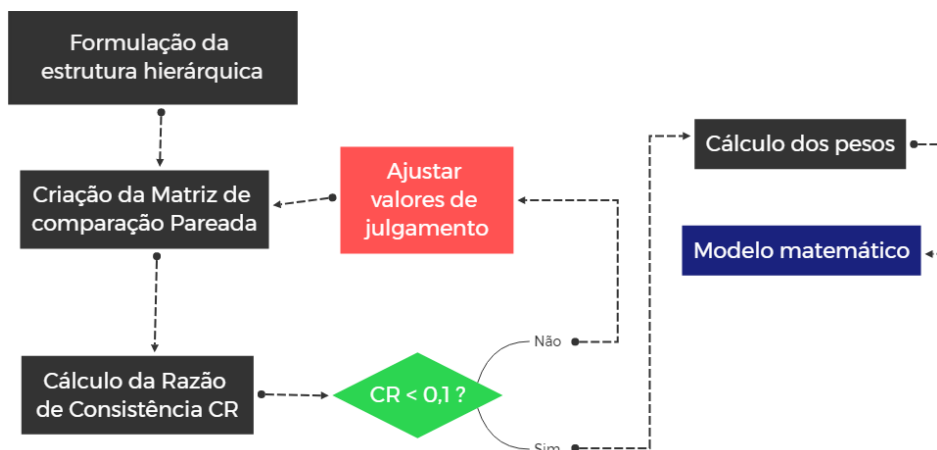 Formulação da
estrutura hierárquica
Criação da Matriz de
comparação Pareada
Ajustar
valores de
julgamento
Cálculo da Razão
de Consistência CR
CR < 0,1 ?
Não
Sim
Cálculo dos pesos
Modelo matemático